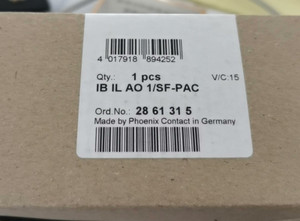 4 017918 894252
Qty.: 1 pcs V/C:15
IB IL AO 1/SF-PAC
Ord.No.: 28 61 31 5
Made by Phoenix Contact in Germany